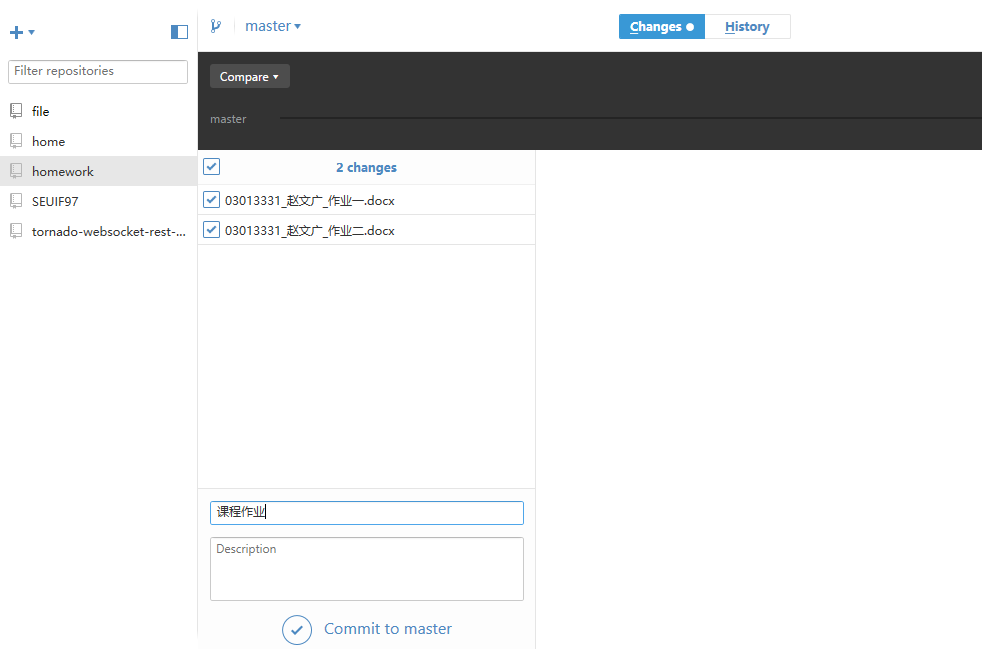 master
Changes
History
Filter repositories
file
home
homework
SEUIF97
tornado-websocket-rest-...
Compare
master
2 changes
03013331_赵文广_作业一.docx
03013331_赵文广_作业二.docx
课程作业
Description
Commit to master